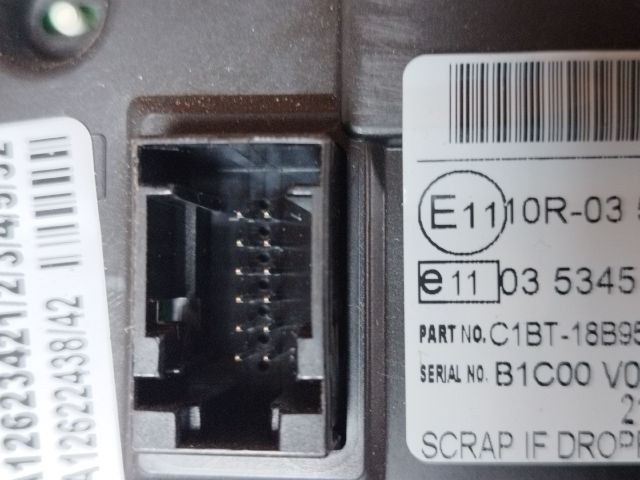 A12623421/2/3/4/5/32
A12622438/42
E11 10R-03 5
e11 03 5345
PART NO. C1BT-18B95
SERIAL NO. B1C00 V0
SCRAP IF DROPP